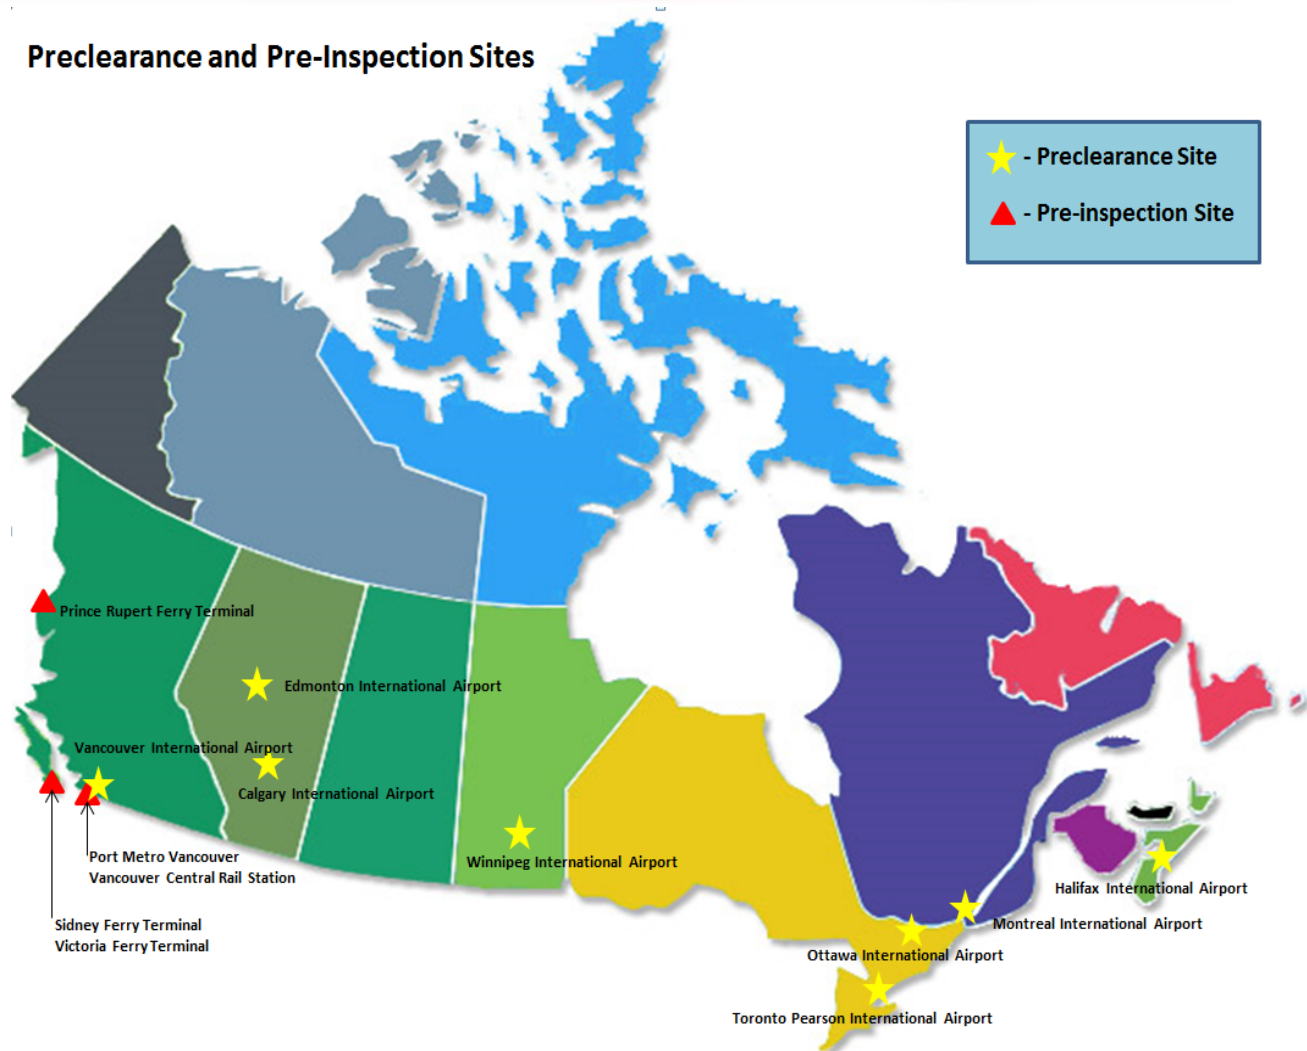 Preclearance and Pre-Inspection Sites
- Preclearance Site
- Pre-inspection Site
Prince Rupert Ferry Terminal
Edmonton International Airport
Vancouver International Airport
Calgary International Airport
Port Metro Vancouver
Vancouver Central Rail Station
Winnipeg International Airport
Halifax International Airport
Sidney Ferry Terminal
Victoria Ferry Terminal
Montreal International Airport
Ottawa International Airport
Toronto Pearson International Airport